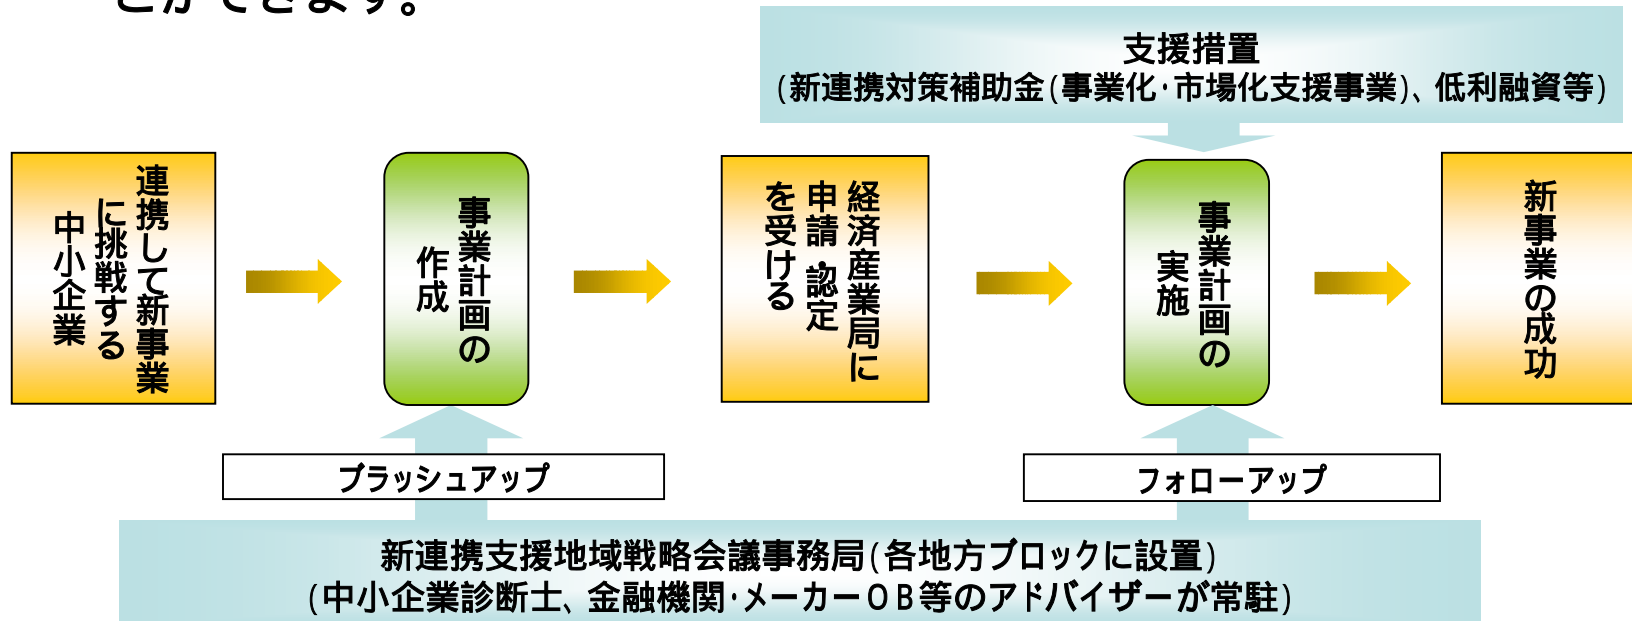 とができます。
支援措置
(新連携対策補助金(事業化・市場化支援事業)、低利融資等)
連携して新事業
に挑戦する
中小企業
事業計画の
作成
経済産業局に
申請・認定
を受ける
事業計画の
実施
新事業の成功
ブラッシュアップ
フォローアップ
新連携支援地域戦略会議事務局(各地方ブロックに設置)
(中小企業診断士、金融機関・メーカーOB等のアドバイザーが常駐)